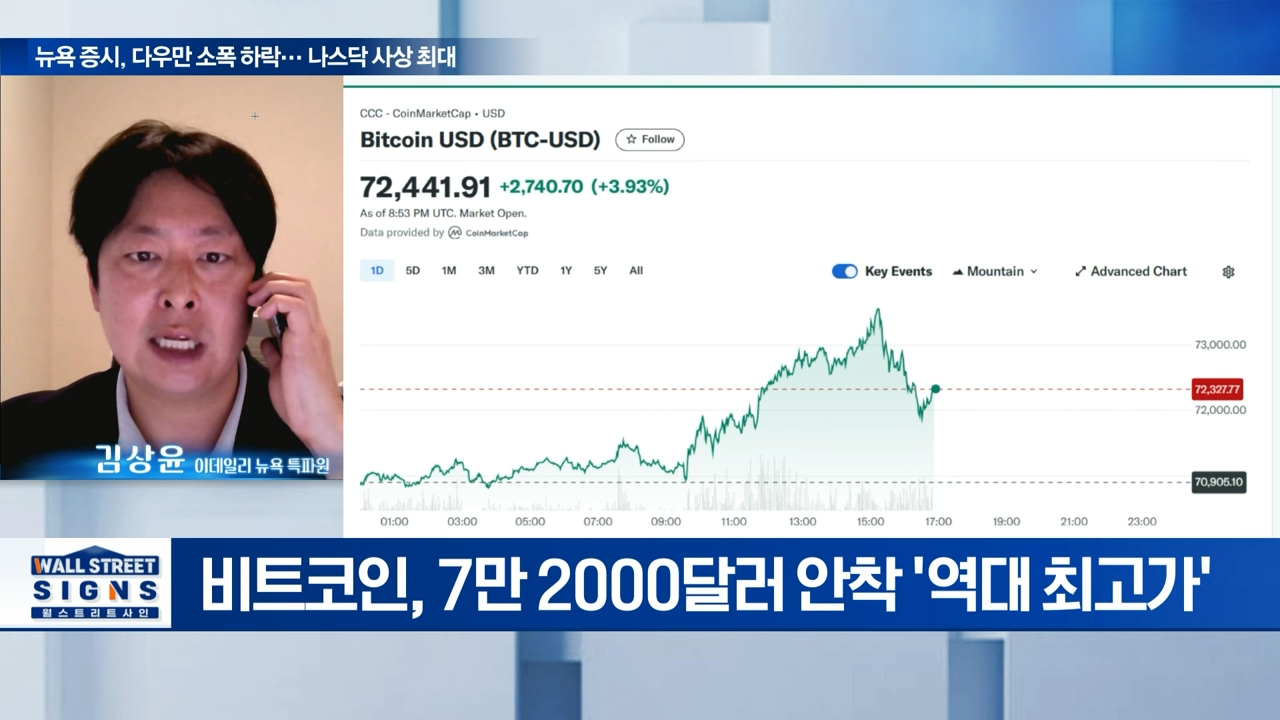 뉴욕 증시, 다우만 소폭 하락… 나스닥 사상 최대
CCC - CoinMarketCap • USD
Bitcoin USD (BTC-USD)
☆ Follow
72,441.91 +2,740.70 (+3.93%)
As of 8:53 PM UTC. Market Open.
Data provided by CoinMarketCap
1D 5D 1M 3M YTD 1Y 5Y All
Key Events Mountain Advanced Chart
73,000.00
72,327.77
72,000.00
70,905.10
01:00 03:00 05:00 07:00 09:00 11:00 13:00 15:00 17:00 19:00 21:00 23:00
김상윤 이데일리 뉴욕 특파원
WALL STREET
SIGNS
월스트리트사인
비트코인, 7만 2000달러 안착 '역대 최고가'